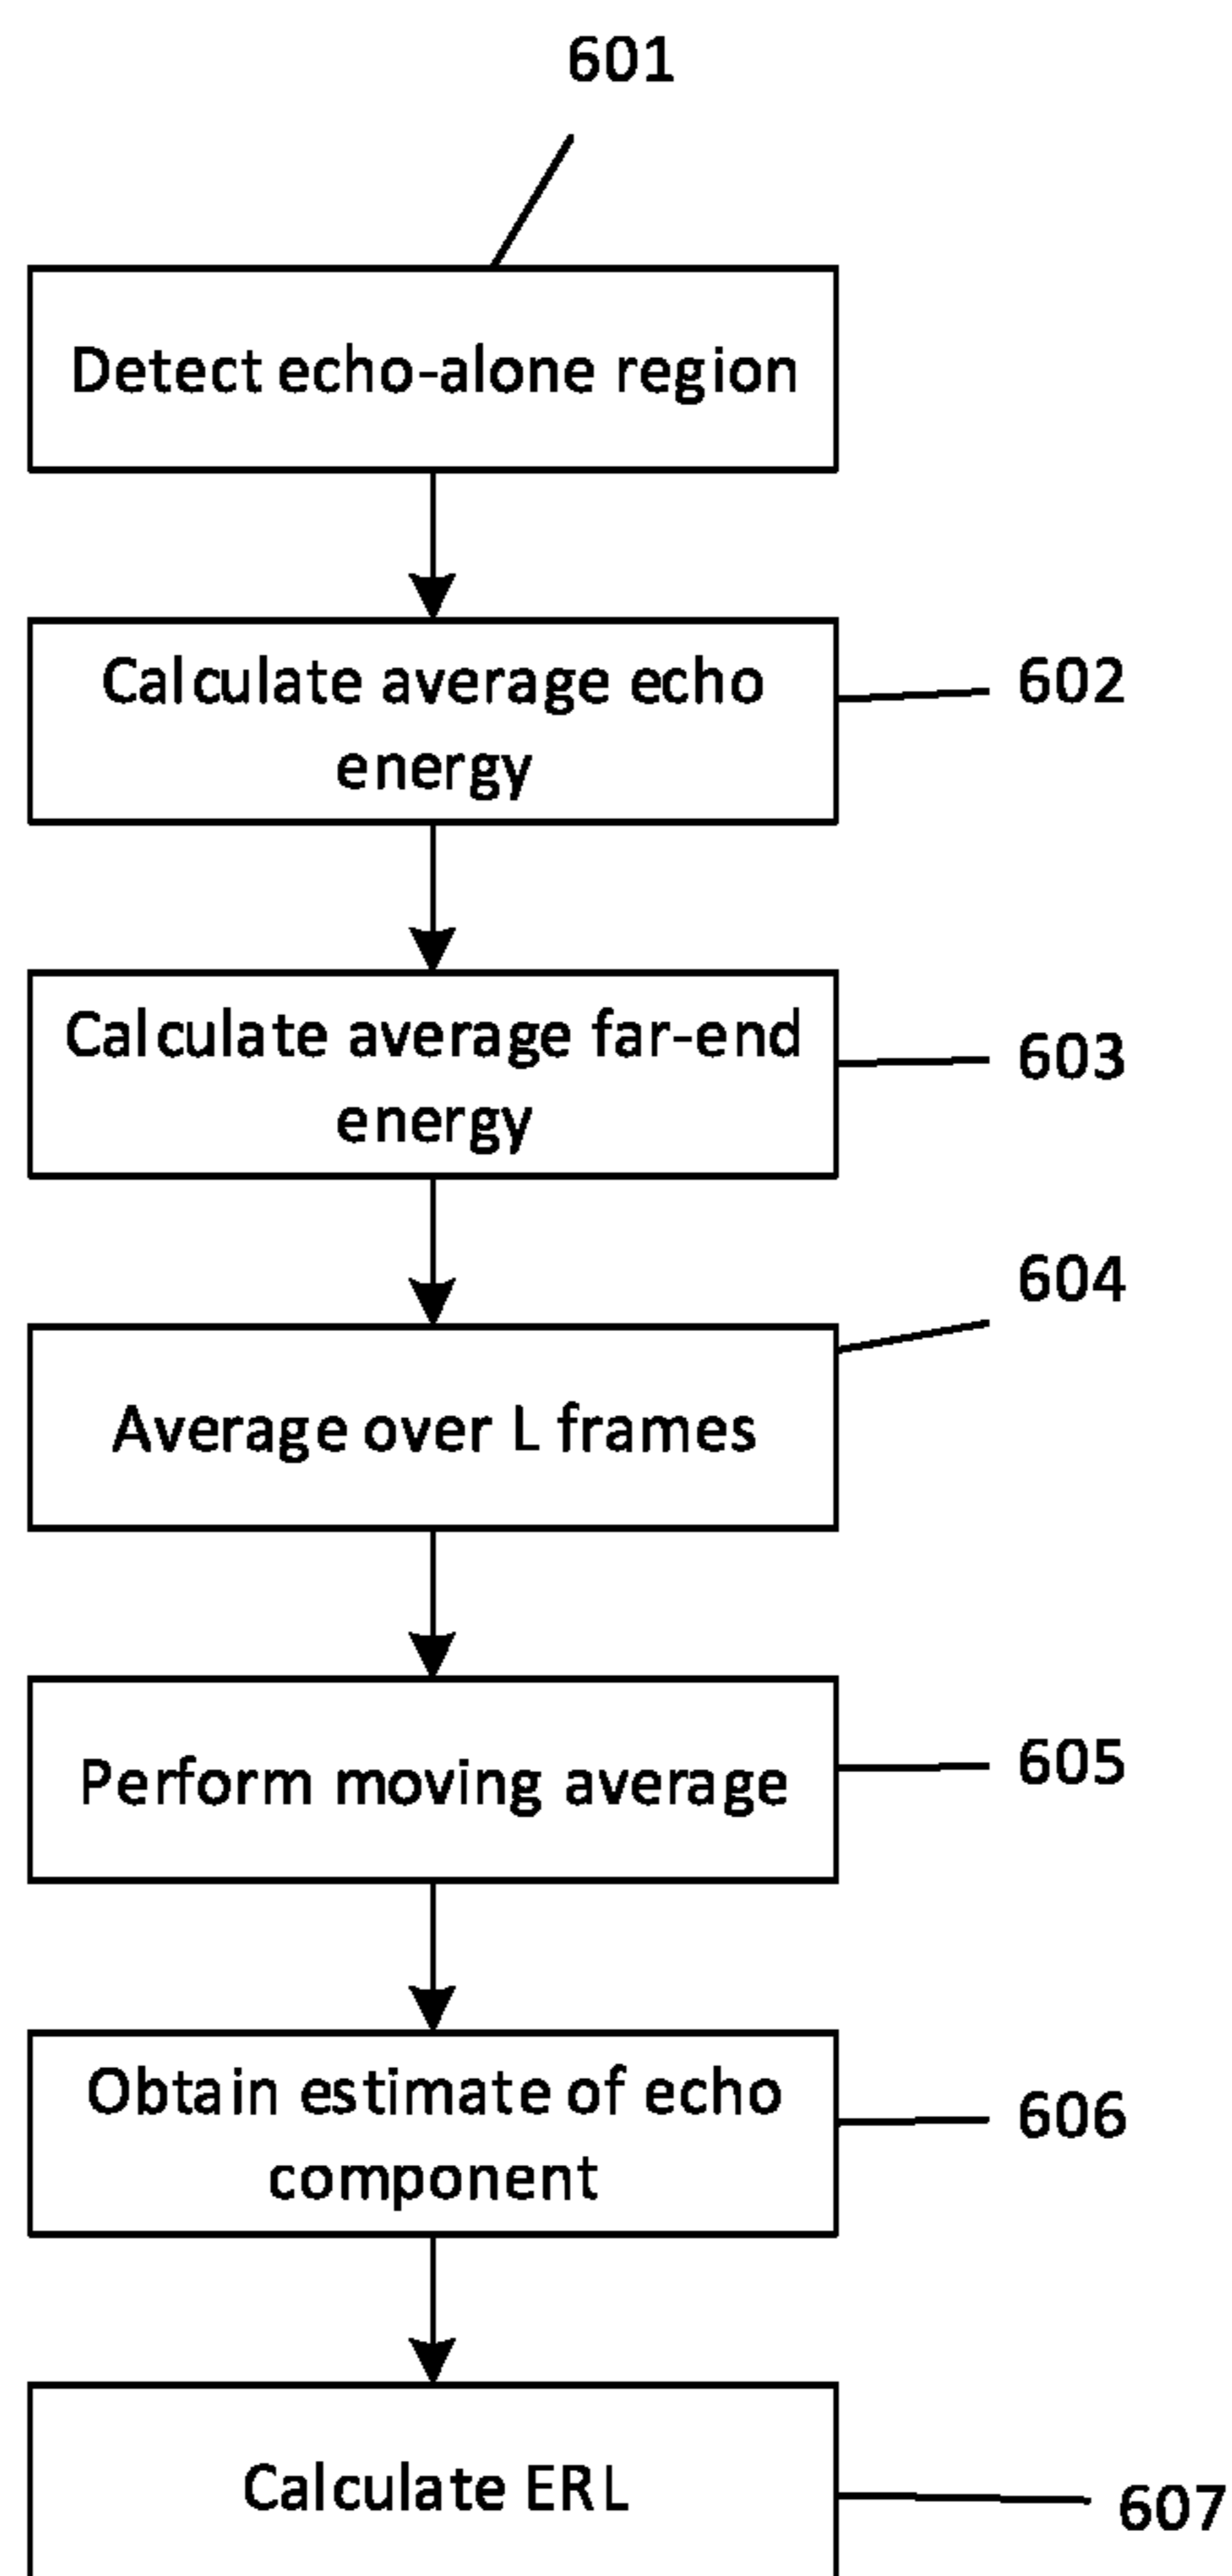 601
Detect echo-alone region
Calculate average echo
energy
602
Calculate average far-end
energy
603
604
Average over L frames
Perform moving average
605
Obtain estimate of echo
component
606
Calculate ERL
607